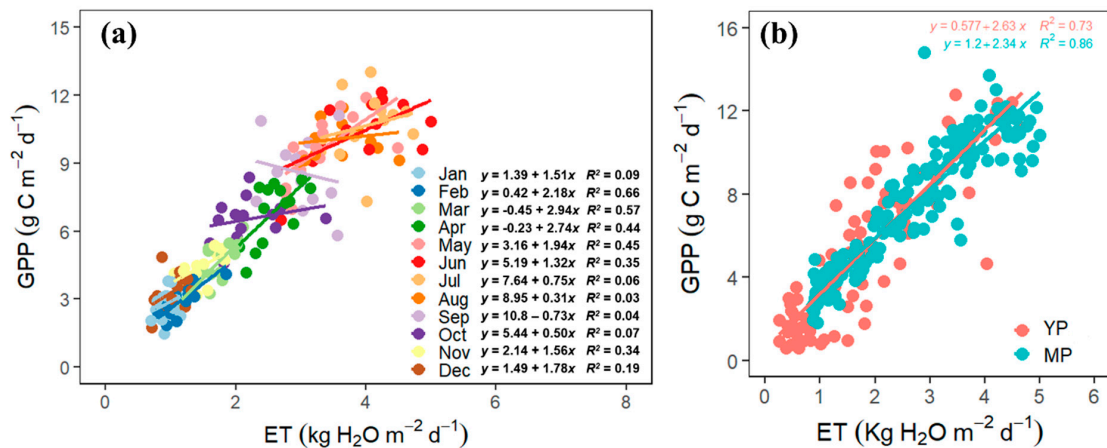 (a)
15
12
9
6
3
0
GPP (g C m−2 d−1)
Jan y = 1.39 + 1.51x R2 = 0.09
Feb y = 0.42 + 2.18x R2 = 0.66
Mar y = -0.45 + 2.94x R2 = 0.57
Apr y = -0.23 + 2.74x R2 = 0.44
May y = 3.16 + 1.94x R2 = 0.45
Jun y = 5.19 + 1.32x R2 = 0.35
Jul y = 7.64 + 0.75x R2 = 0.06
Aug y = 8.95 + 0.31x R2 = 0.03
Sep y = 10.8 − 0.73x R2 = 0.04
Oct y = 5.44 + 0.50x R2 = 0.07
Nov y = 2.14 + 1.56x R2 = 0.34
Dec y = 1.49 + 1.78x R2 = 0.19
0 2 4 6 8
ET (kg H2O m−2 d−1)
(b)
y = 0.577 + 2.63 x R2 = 0.73
y = 1.2 + 2.34 x R2 = 0.86
16
12
8
4
0
GPP (g C m−2 d−1)
YP
MP
0 1 2 3 4 5 6
ET (Kg H2O m−2 d−1)